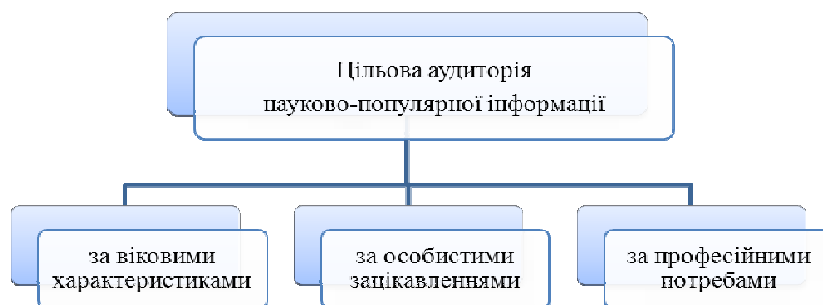 Цільова аудиторія
науково-популярної інформації
за віковими
характеристиками
за особистими
зацікавленнями
за професійними
потребами